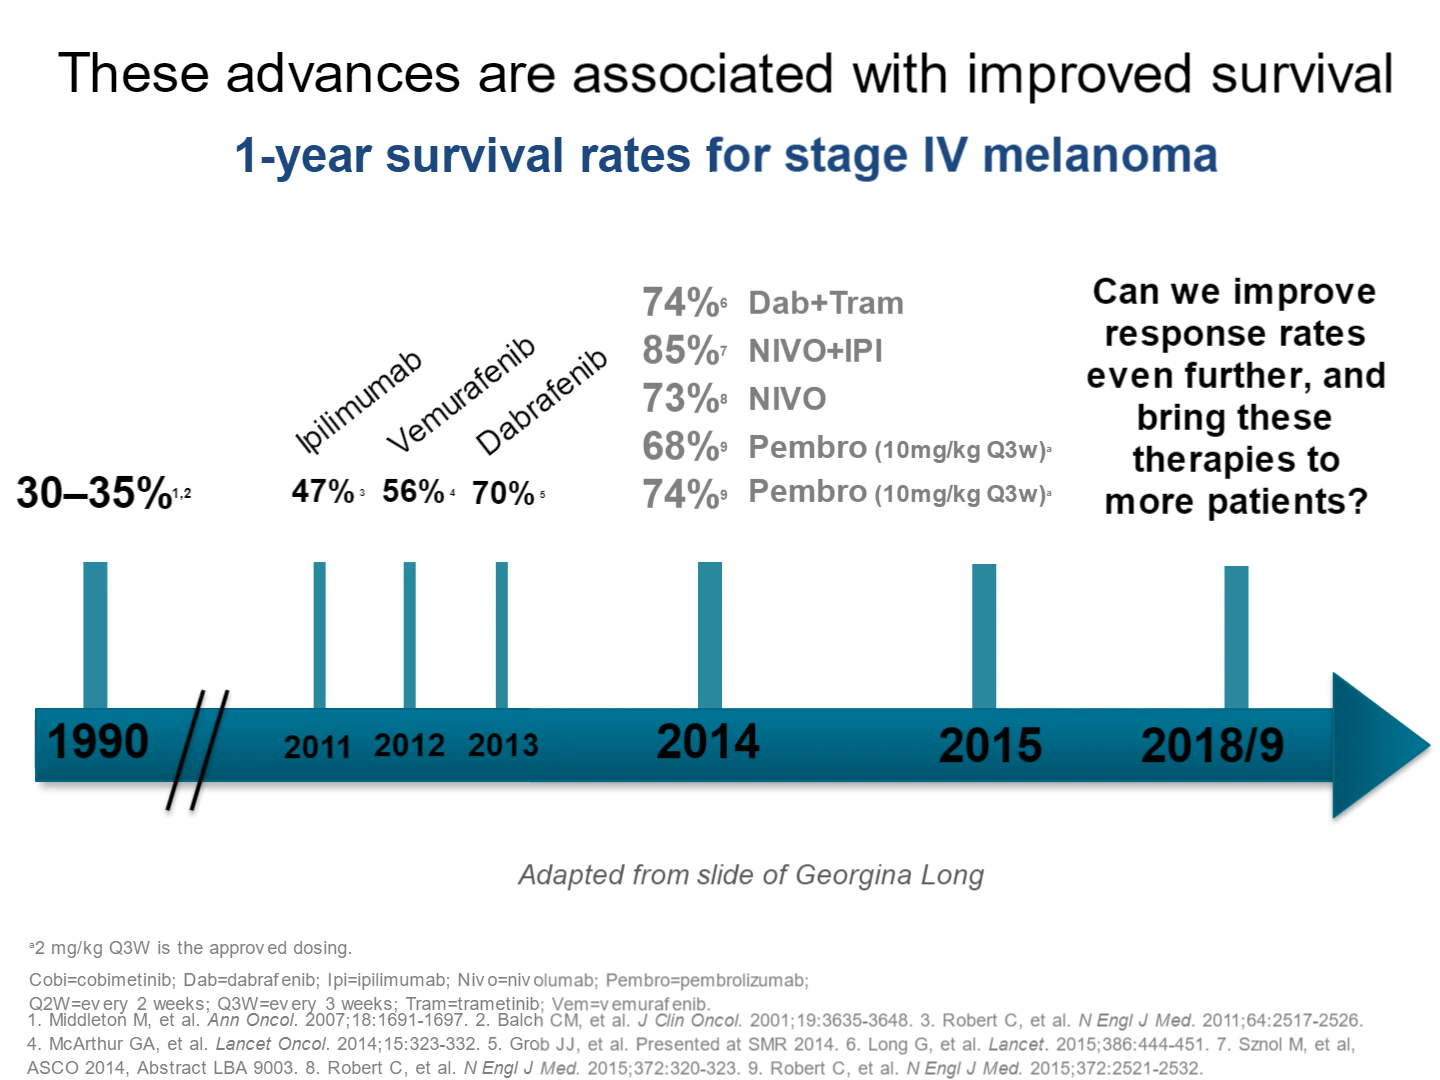 These advances are associated with improved survival
1-year survival rates for stage IV melanoma
30–35%1,2
Ipilimumab
47% 3
Vemurafenib
56% 4
Dabrafenib
70% 5
74%6 Dab+Tram
85%7 NIVO+IPI
73%8 NIVO
68%9 Pembro (10mg/kg Q3w)a
74%9 Pembro (10mg/kg Q3w)a
Can we improve
response rates
even further, and
bring these
therapies to
more patients?
1990
2011
2012
2013
2014
2015
2018/9
Adapted from slide of Georgina Long
a2 mg/kg Q3W is the approved dosing.
Cobi=cobimetinib; Dab=dabrafenib; Ipi=ipilimumab; Nivo=nivolumab; Pembro=pembrolizumab;
Q2W=every 2 weeks; Q3W=every 3 weeks; Tram=trametinib; Vem=vemurafenib.
1. Middleton M, et al. Ann Oncol. 2007;18:1691-1697. 2. Balch CM, et al. J Clin Oncol. 2001;19:3635-3648. 3. Robert C, et al. N Engl J Med. 2011;64:2517-2526.
4. McArthur GA, et al. Lancet Oncol. 2014;15:323-332. 5. Grob JJ, et al. Presented at SMR 2014. 6. Long G, et al. Lancet. 2015;386:444-451. 7. Sznol M, et al,
ASCO 2014, Abstract LBA 9003. 8. Robert C, et al. N Engl J Med. 2015;372:320-323. 9. Robert C, et al. N Engl J Med. 2015;372:2521-2532.